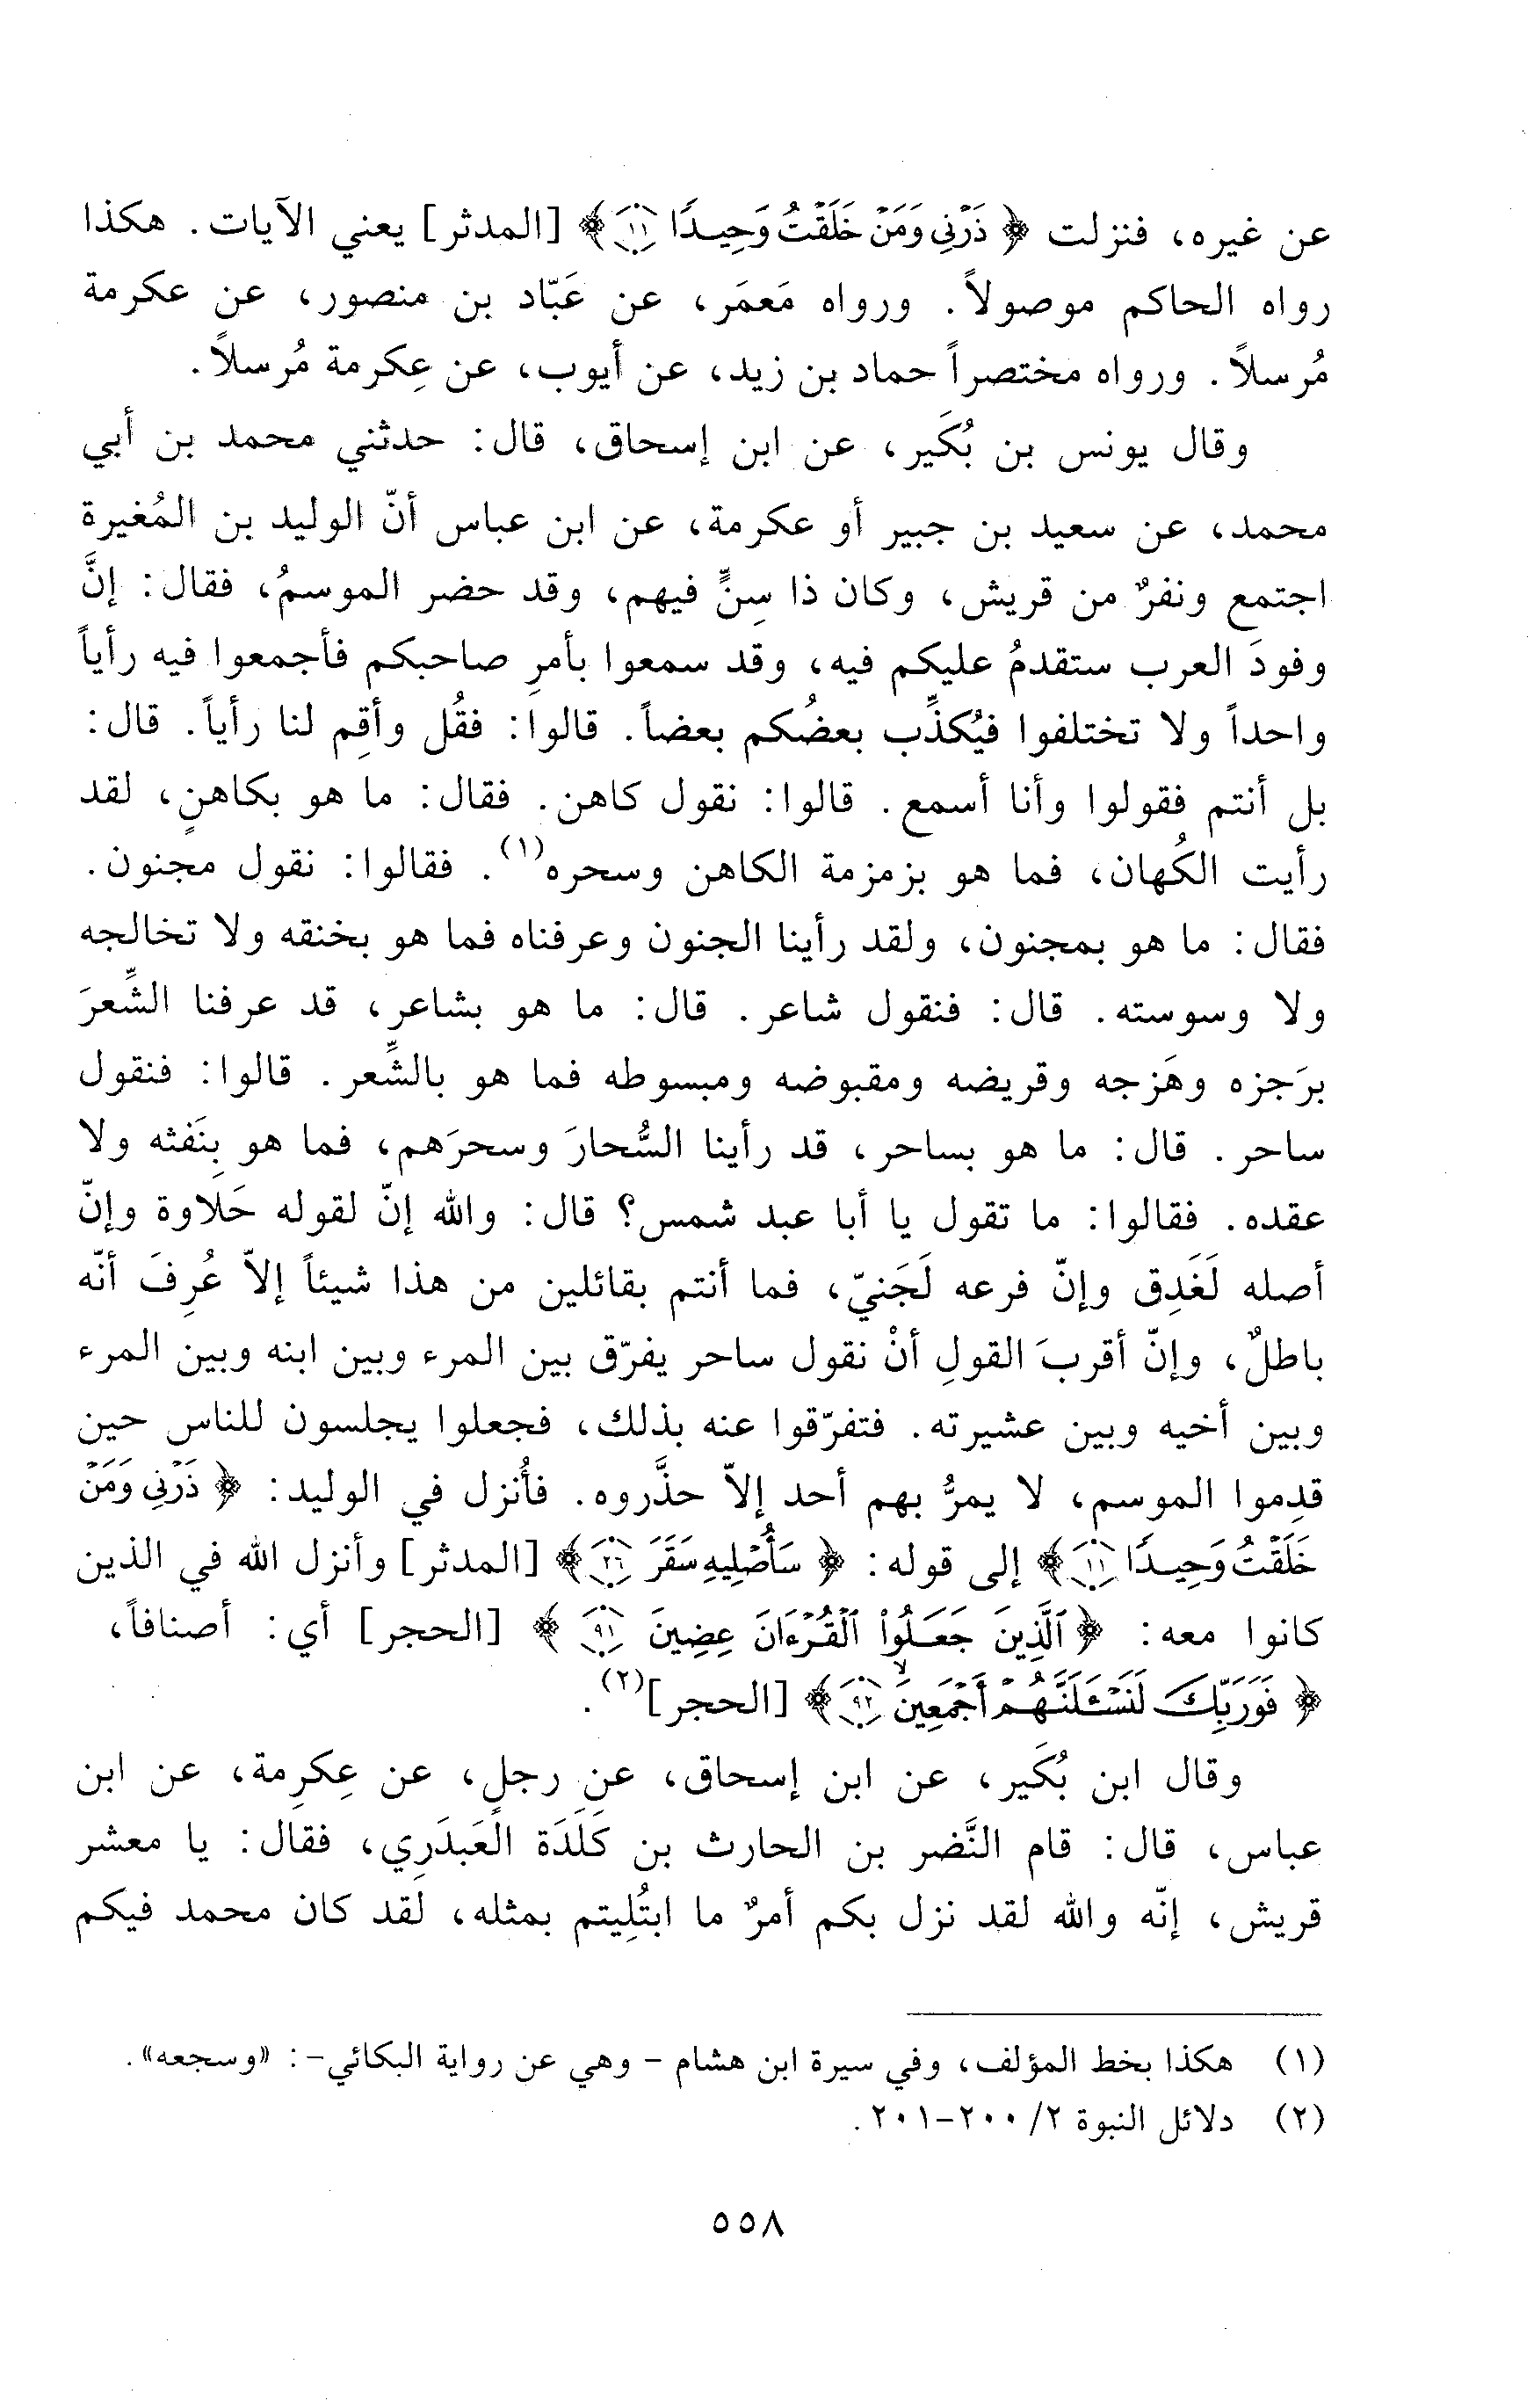 عن غيره، فنزلت ﴿ ذَرْنِي وَمَنْ خَلَقْتُ وَحِيدًا ۝١١ ﴾ [المدثر] يعني الآيات. هكذا
رواه الحاكم موصولاً. ورواه مَعمَر، عن عَبّاد بن منصور، عن عكرمة
مُرسلاً. ورواه مختصراً حماد بن زيد، عن أيوب، عن عِكرمة مُرسلاً.
وقال يونس بن بُكَير، عن ابن إسحاق، قال: حدثني محمد بن أبي
محمد، عن سعيد بن جبير أو عكرمة، عن ابن عباس أنّ الوليد بن المُغيرة
اجتمع ونفرٌ من قريش، وكان ذا سِنٍّ فيهم، وقد حضر الموسمُ، فقال: إنَّ
وفودَ العرب ستقدمُ عليكم فيه، وقد سمعوا بأمرِ صاحبكم فأجمعوا فيه رأياً
واحداً ولا تختلفوا فيُكذِّب بعضُكم بعضاً. قالوا: فقُل وأقِم لنا رأياً. قال:
بل أنتم فقولوا وأنا أسمع. قالوا: نقول كاهن. فقال: ما هو بكاهنٍ، لقد
رأيت الكُهان، فما هو بزمزمة الكاهن وسحره(١). فقالوا: نقول مجنون.
فقال: ما هو بمجنون، ولقد رأينا الجنون وعرفناه فما هو بخنقه ولا تخالجه
ولا وسوسته. قال: فنقول شاعر. قال: ما هو بشاعر، قد عرفنا الشِّعرَ
برَجزه وهَزجه وقريضه ومقبوضه ومبسوطه فما هو بالشِّعر. قالوا: فنقول
ساحر. قال: ما هو بساحر، قد رأينا السُّحارَ وسحرَهم، فما هو بِنَفثه ولا
عقده. فقالوا: ما تقول يا أبا عبد شمس؟ قال: والله إنّ لقوله حَلاوة وإنّ
أصله لَغَدِق وإنّ فرعه لَجَنيّ، فما أنتم بقائلين من هذا شيئاً إلاّ عُرِفَ أنّه
باطلٌ، وإنّ أقربَ القولِ أنْ نقول ساحر يفرّق بين المرء وبين ابنه وبين المرء
وبين أخيه وبين عشيرته. فتفرّقوا عنه بذلك، فجعلوا يجلسون للناس حين
قدِموا الموسم، لا يمرُّ بهم أحد إلاّ حذَّروه. فأُنزل في الوليد: ﴿ ذَرْنِي وَمَنْ
خَلَقْتُ وَحِيدًا ۝١١ ﴾ إلى قوله: ﴿ سَأُصْلِيهِ سَقَرَ ۝٢٦ ﴾ [المدثر] وأنزل الله في الذين
كانوا معه: ﴿ ٱلَّذِينَ جَعَلُوا۟ ٱلْقُرْءَانَ عِضِينَ ۝٩١ ﴾ [الحجر] أي: أصنافاً،
﴿ فَوَرَبِّكَ لَنَسْـَٔلَنَّهُمْ أَجْمَعِينَ ۝٩٢ ﴾ [الحجر](٢).
وقال ابن بُكَير، عن ابن إسحاق، عن رجل، عن عِكرِمة، عن ابن
عباس، قال: قام النَّضر بن الحارث بن كَلَدَة العَبدَرِي، فقال: يا معشر
قريش، إنّه والله لقد نزل بكم أمرٌ ما ابتُلِيتم بمثله، لقد كان محمد فيكم
(١) هكذا بخط المؤلف، وفي سيرة ابن هشام - وهي عن رواية البكائي-: «وسجعه».
(٢) دلائل النبوة ٢/ ٢٠٠-٢٠١.
٥٥٨